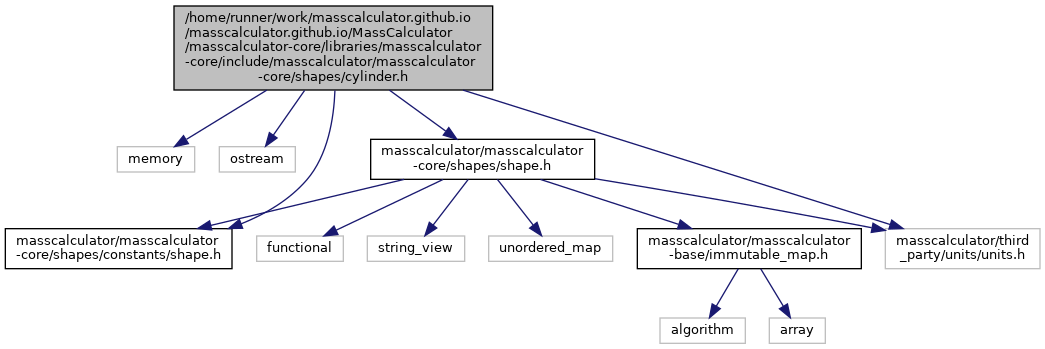 /home/runner/work/masscalculator.github.io
/masscalculator.github.io/MassCalculator
/masscalculator-core/libraries/masscalculator
-core/include/masscalculator/masscalculator
-core/shapes/cylinder.h
memory
ostream
masscalculator/masscalculator
-core/shapes/shape.h
masscalculator/masscalculator
-core/shapes/constants/shape.h
functional
string_view
unordered_map
masscalculator/masscalculator
-base/immutable_map.h
masscalculator/third
_party/units/units.h
algorithm
array